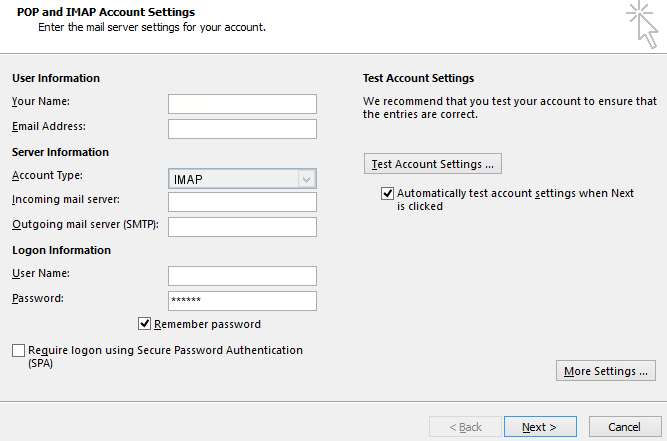 POP and IMAP Account Settings
Enter the mail server settings for your account.
User Information
Your Name:
Email Address:
Server Information
Account Type:
IMAP
Incoming mail server:
Outgoing mail server (SMTP):
Logon Information
User Name:
Password:
******
Remember password
Require logon using Secure Password Authentication
(SPA)
Test Account Settings
We recommend that you test your account to ensure that
the entries are correct.
Test Account Settings ...
Automatically test account settings when Next
is clicked
More Settings ...
< Back
Next >
Cancel